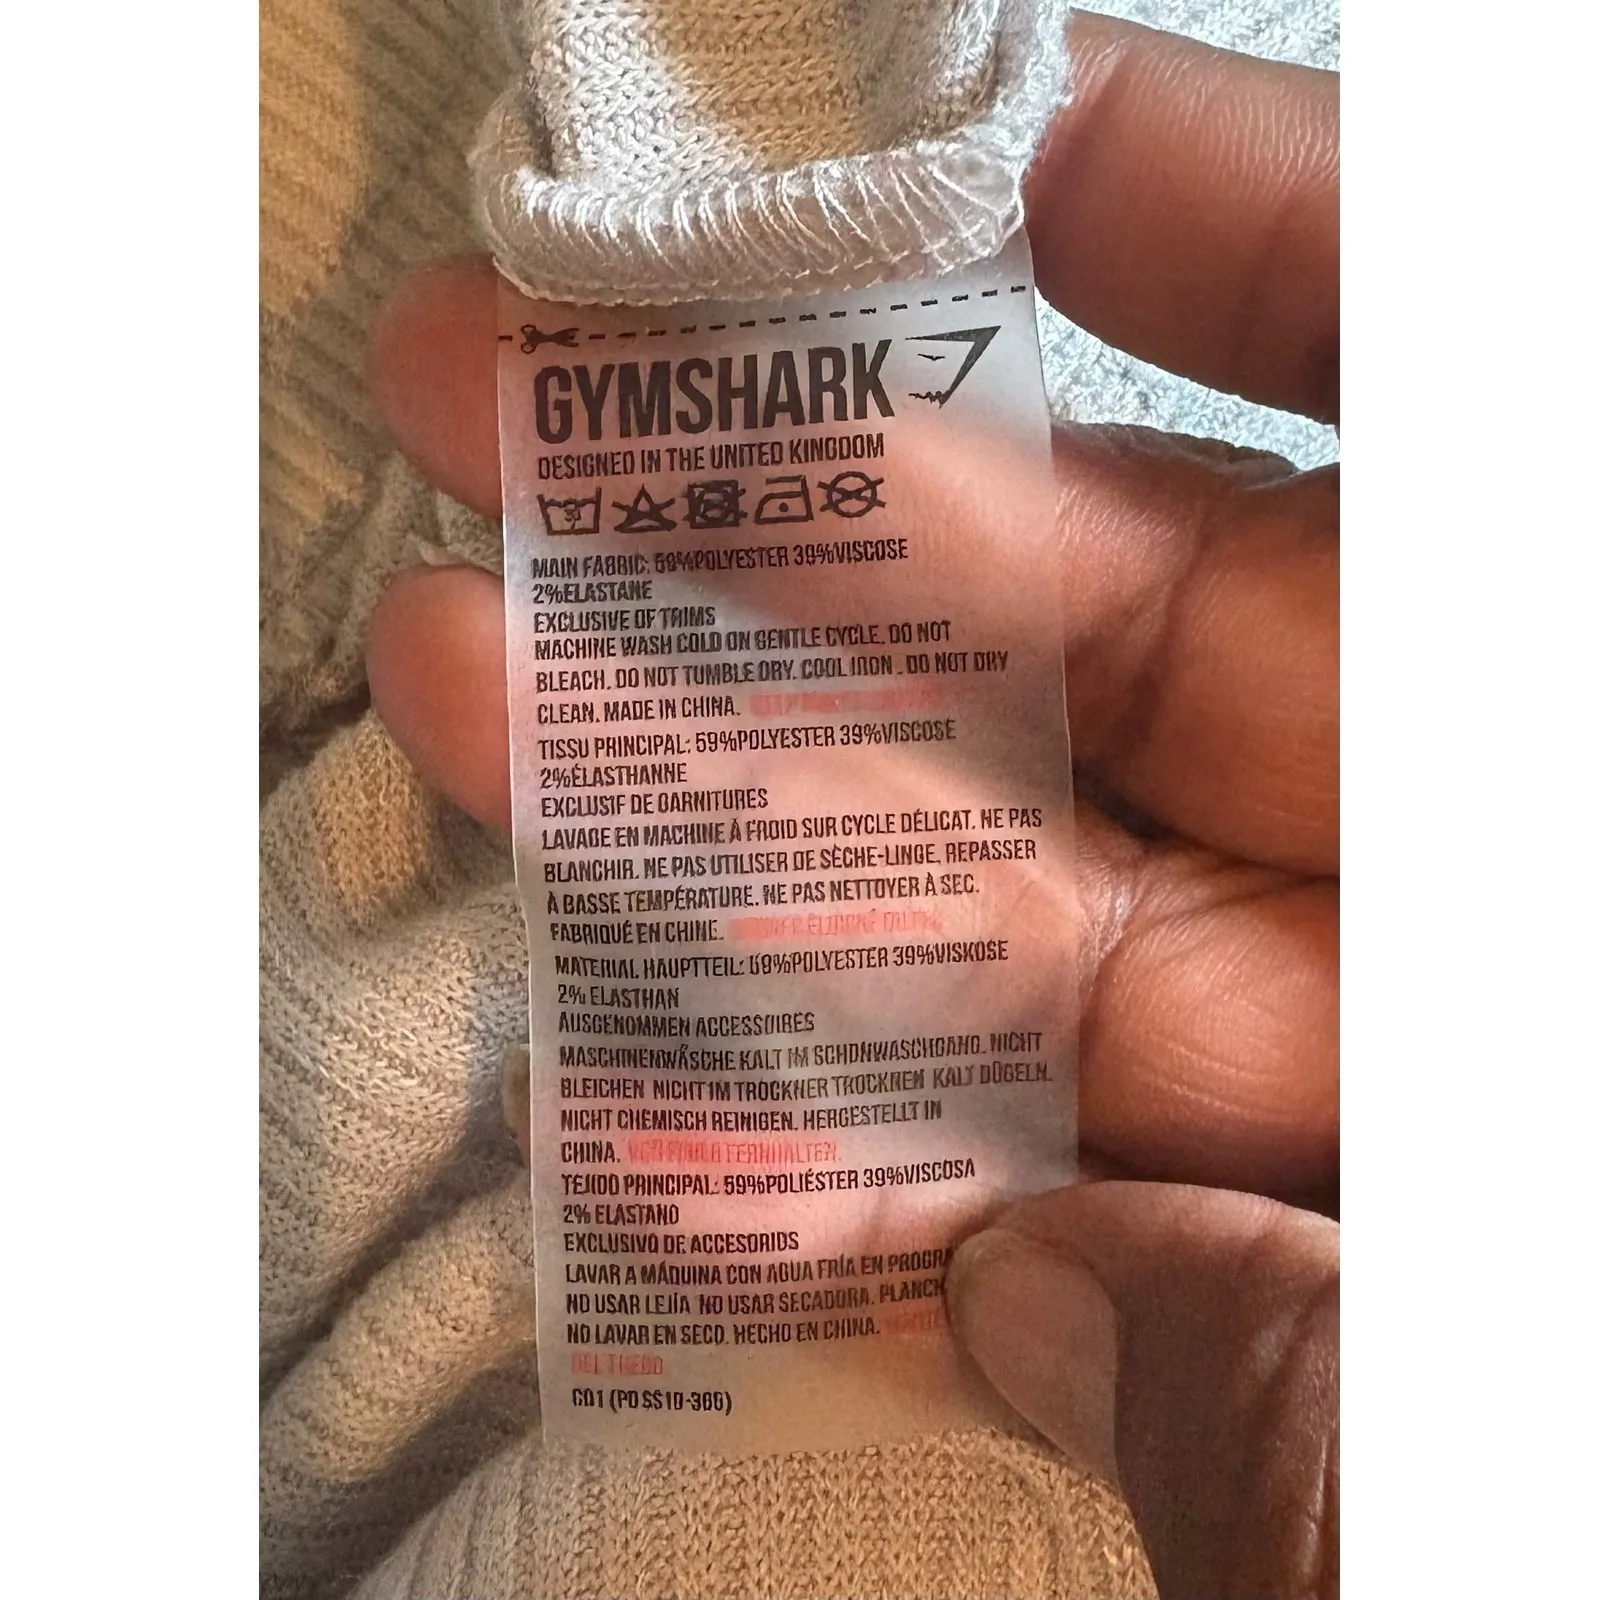 GYMSHARK
DESIGNED IN THE UNITED KINGDOM
30
MAIN FABRIC: 59%POLYESTER 39%VISCOSE
2%ELASTANE
EXCLUSIVE OF TRIMS
MACHINE WASH COLD ON GENTLE CYCLE. DO NOT
BLEACH. DO NOT TUMBLE DRY. COOL IRON . DO NOT DRY
CLEAN. MADE IN CHINA.
TISSU PRINCIPAL: 59%POLYESTER 39%VISCOSE
2%ÉLASTHANNE
EXCLUSIF DE GARNITURES
LAVAGE EN MACHINE À FROID SUR CYCLE DÉLICAT. NE PAS
BLANCHIR. NE PAS UTILISER DE SÈCHE-LINGE, REPASSER
À BASSE TEMPÉRATURE. NE PAS NETTOYER À SEC.
FABRIQUÉ EN CHINE.
MATERIAL HAUPTTEIL: 59%POLYESTER 39%VISKOSE
2% ELASTHAN
AUSGENOMMEN ACCESSOIRES
MASCHINENWÄSCHE KALT IM SCHONWASCHGANG. NICHT
BLEICHEN NICHT IM TROCKNER TROCKNEN KALT BÜGELN.
NICHT CHEMISCH REINIGEN. HERGESTELLT IN
CHINA. FERNHALTEN.
TEJIDO PRINCIPAL: 59%POLIÉSTER 39%VISCOSA
2% ELASTANO
EXCLUSIVO DE ACCESORIOS
LAVAR A MÁQUINA CON AGUA FRÍA EN PROGRA
NO USAR LEJÍA NO USAR SECADORA. PLANCH
NO LAVAR EN SECO. HECHO EN CHINA.
DEL FUEGO